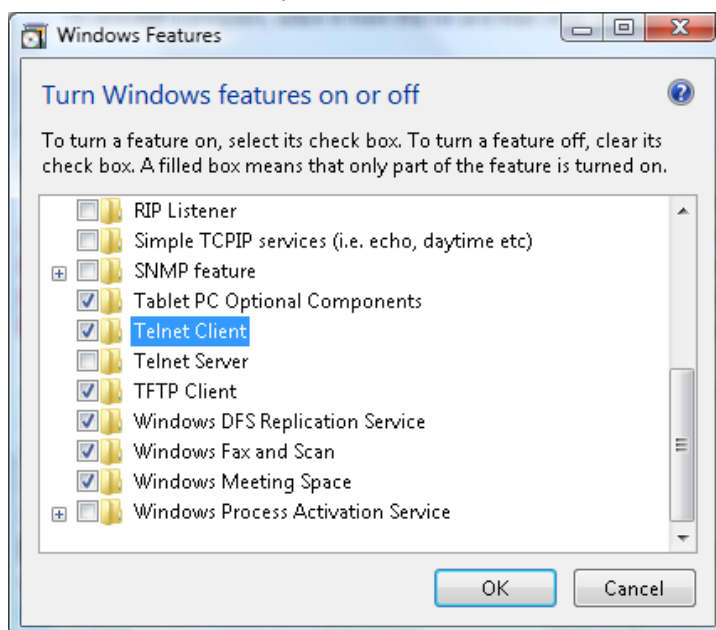 Windows Features
Turn Windows features on or off
To turn a feature on, select its check box. To turn a feature off, clear its
check box. A filled box means that only part of the feature is turned on.
RIP Listener
Simple TCPIP services (i.e. echo, daytime etc)
SNMP feature
Tablet PC Optional Components
Telnet Client
Telnet Server
TFTP Client
Windows DFS Replication Service
Windows Fax and Scan
Windows Meeting Space
Windows Process Activation Service
OK Cancel